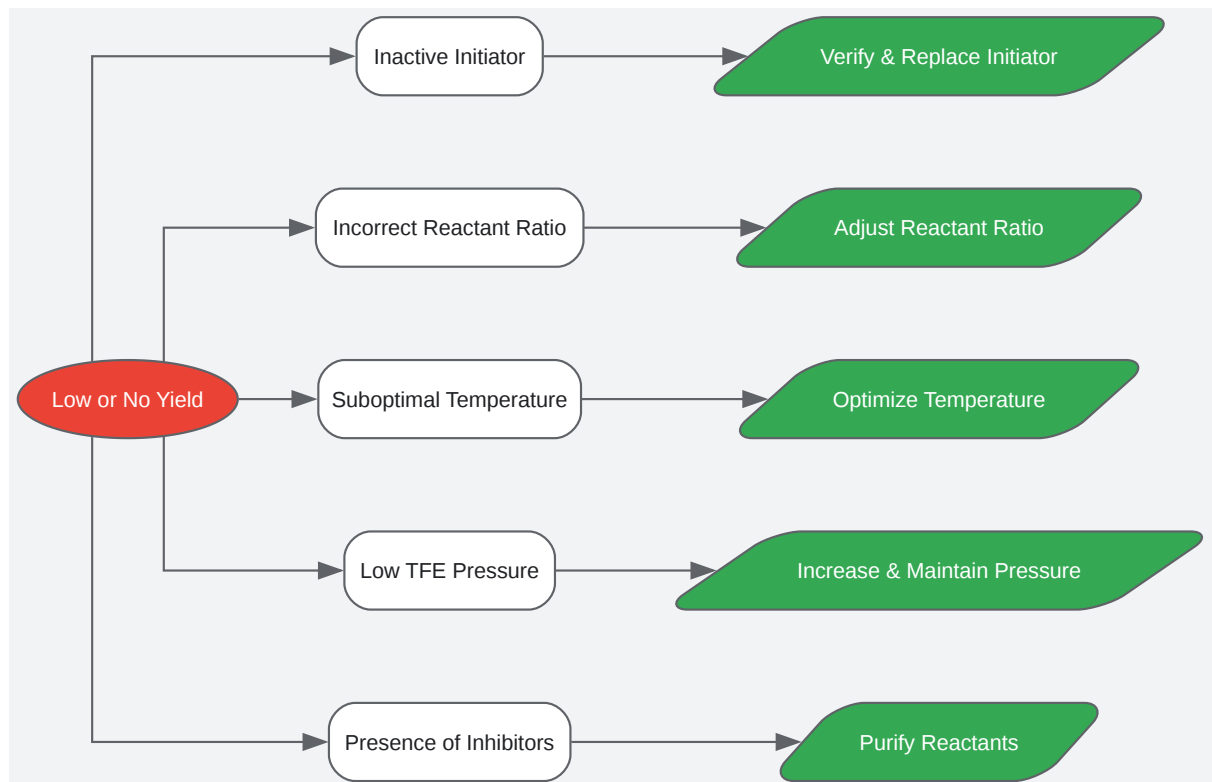 Inactive Initiator
Verify & Replace Initiator
Incorrect Reactant Ratio
Adjust Reactant Ratio
Low or No Yield
Suboptimal Temperature
Optimize Temperature
Low TFE Pressure
Increase & Maintain Pressure
Presence of Inhibitors
Purify Reactants